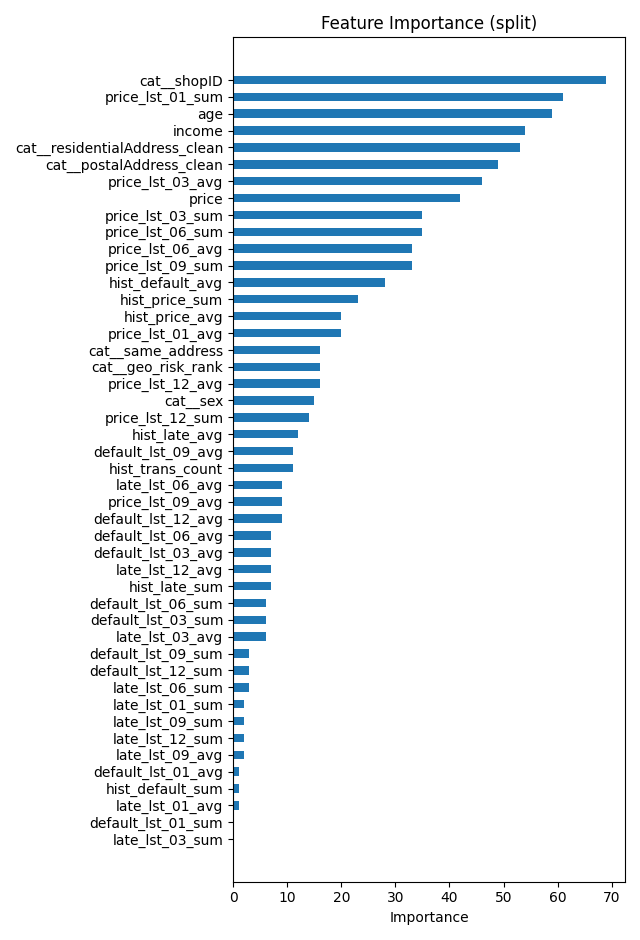 Feature Importance (split)
cat__shopID
price_lst_01_sum
age
income
cat__residentialAddress_clean
cat__postalAddress_clean
price_lst_03_avg
price
price_lst_03_sum
price_lst_06_sum
price_lst_06_avg
price_lst_09_sum
hist_default_avg
hist_price_sum
hist_price_avg
price_lst_01_avg
cat__same_address
cat__geo_risk_rank
price_lst_12_avg
cat__sex
price_lst_12_sum
hist_late_avg
default_lst_09_avg
hist_trans_count
late_lst_06_avg
price_lst_09_avg
default_lst_12_avg
default_lst_06_avg
default_lst_03_avg
late_lst_12_avg
hist_late_sum
default_lst_06_sum
default_lst_03_sum
late_lst_03_avg
default_lst_09_sum
default_lst_12_sum
late_lst_06_sum
late_lst_01_sum
late_lst_09_sum
late_lst_12_sum
late_lst_09_avg
default_lst_01_avg
hist_default_sum
late_lst_01_avg
default_lst_01_sum
late_lst_03_sum
0 10 20 30 40 50 60 70
Importance